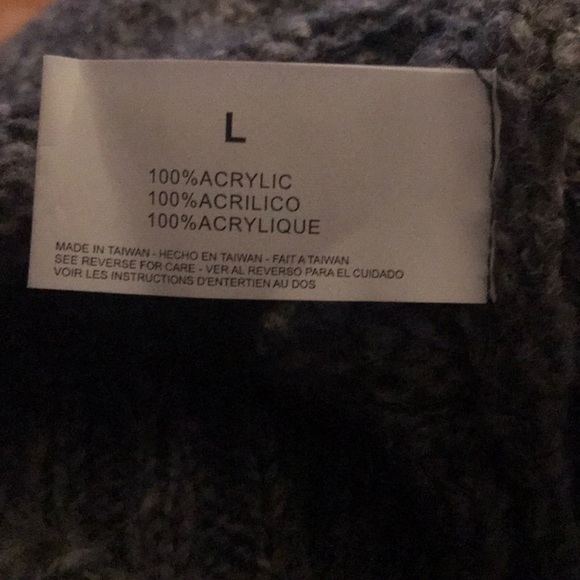 L
100%ACRYLIC
100%ACRILICO
100%ACRYLIQUE
MADE IN TAIWAN - HECHO EN TAIWAN - FAIT A TAIWAN
SEE REVERSE FOR CARE - VER AL REVERSO PARA EL CUIDADO
VOIR LES INSTRUCTIONS D'ENTERTIEN AU DOS